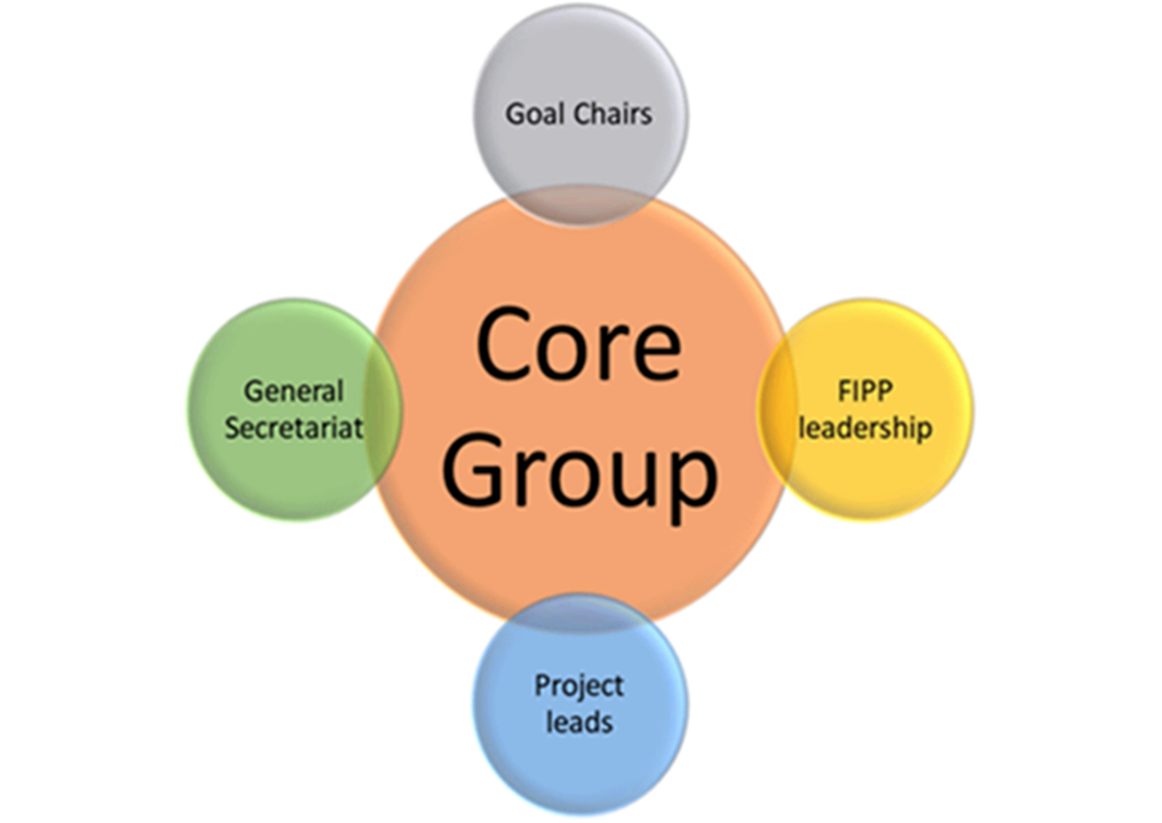 Goal Chairs
Core
Group
General
Secretariat
FIPP
leadership
Project
leads